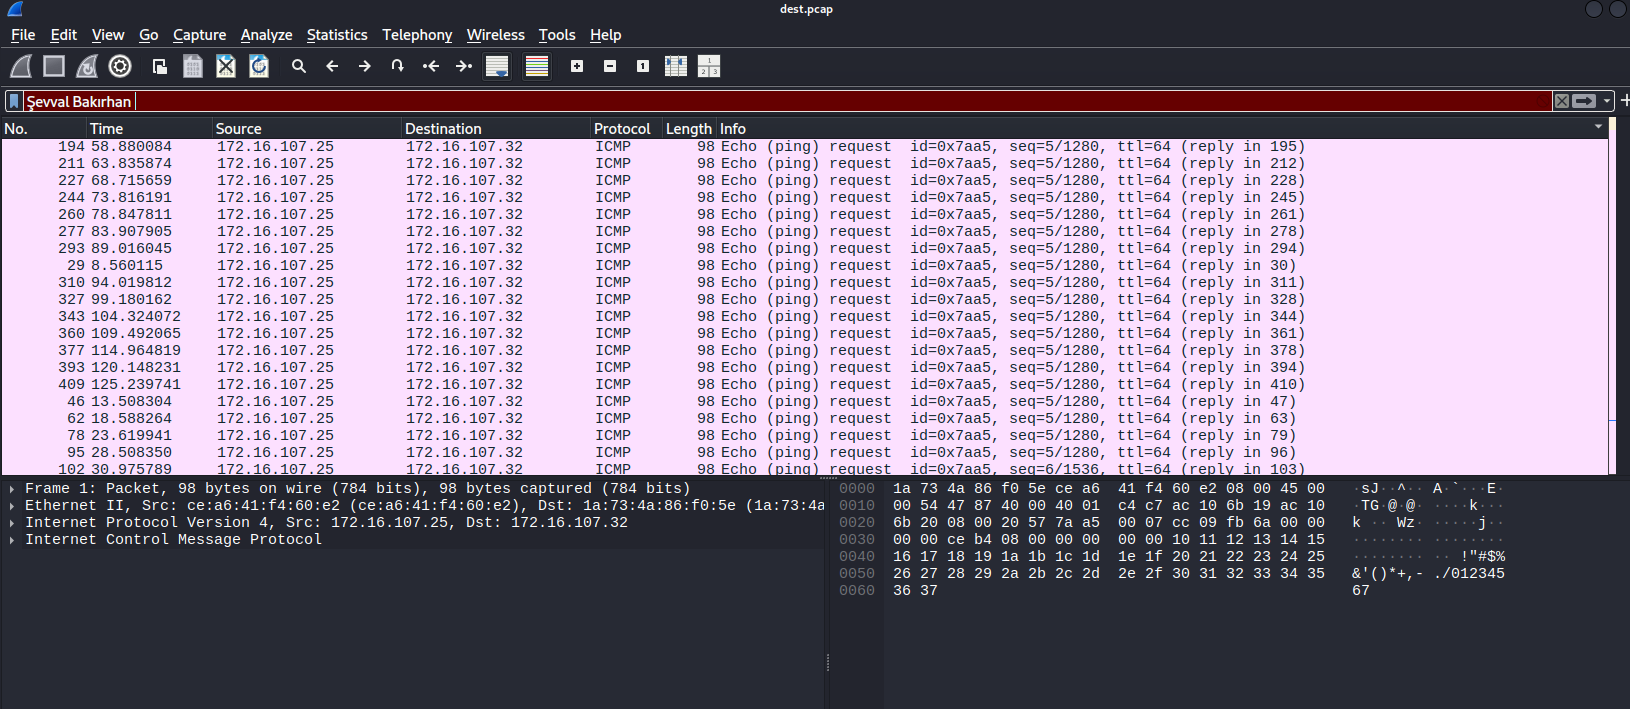 dest.pcap
File Edit View Go Capture Analyze Statistics Telephony Wireless Tools Help
Şevval Bakırhan
No. Time Source Destination Protocol Length Info
194 58.880084 172.16.107.25 172.16.107.32 ICMP 98 Echo (ping) request id=0x7aa5, seq=5/1280, ttl=64 (reply in 195)
211 63.835874 172.16.107.25 172.16.107.32 ICMP 98 Echo (ping) request id=0x7aa5, seq=5/1280, ttl=64 (reply in 212)
227 68.715659 172.16.107.25 172.16.107.32 ICMP 98 Echo (ping) request id=0x7aa5, seq=5/1280, ttl=64 (reply in 228)
244 73.816191 172.16.107.25 172.16.107.32 ICMP 98 Echo (ping) request id=0x7aa5, seq=5/1280, ttl=64 (reply in 245)
260 78.847811 172.16.107.25 172.16.107.32 ICMP 98 Echo (ping) request id=0x7aa5, seq=5/1280, ttl=64 (reply in 261)
277 83.907905 172.16.107.25 172.16.107.32 ICMP 98 Echo (ping) request id=0x7aa5, seq=5/1280, ttl=64 (reply in 278)
293 89.016045 172.16.107.25 172.16.107.32 ICMP 98 Echo (ping) request id=0x7aa5, seq=5/1280, ttl=64 (reply in 294)
29 8.560115 172.16.107.25 172.16.107.32 ICMP 98 Echo (ping) request id=0x7aa5, seq=5/1280, ttl=64 (reply in 30)
310 94.019812 172.16.107.25 172.16.107.32 ICMP 98 Echo (ping) request id=0x7aa5, seq=5/1280, ttl=64 (reply in 311)
327 99.180162 172.16.107.25 172.16.107.32 ICMP 98 Echo (ping) request id=0x7aa5, seq=5/1280, ttl=64 (reply in 328)
343 104.324072 172.16.107.25 172.16.107.32 ICMP 98 Echo (ping) request id=0x7aa5, seq=5/1280, ttl=64 (reply in 344)
360 109.492065 172.16.107.25 172.16.107.32 ICMP 98 Echo (ping) request id=0x7aa5, seq=5/1280, ttl=64 (reply in 361)
377 114.964819 172.16.107.25 172.16.107.32 ICMP 98 Echo (ping) request id=0x7aa5, seq=5/1280, ttl=64 (reply in 378)
393 120.148231 172.16.107.25 172.16.107.32 ICMP 98 Echo (ping) request id=0x7aa5, seq=5/1280, ttl=64 (reply in 394)
409 125.239741 172.16.107.25 172.16.107.32 ICMP 98 Echo (ping) request id=0x7aa5, seq=5/1280, ttl=64 (reply in 410)
46 13.508304 172.16.107.25 172.16.107.32 ICMP 98 Echo (ping) request id=0x7aa5, seq=5/1280, ttl=64 (reply in 47)
62 18.588264 172.16.107.25 172.16.107.32 ICMP 98 Echo (ping) request id=0x7aa5, seq=5/1280, ttl=64 (reply in 63)
78 23.619941 172.16.107.25 172.16.107.32 ICMP 98 Echo (ping) request id=0x7aa5, seq=5/1280, ttl=64 (reply in 79)
95 28.508350 172.16.107.25 172.16.107.32 ICMP 98 Echo (ping) request id=0x7aa5, seq=5/1280, ttl=64 (reply in 96)
102 30.975789 172.16.107.25 172.16.107.32 ICMP 98 Echo (ping) request id=0x7aa5, seq=6/1536, ttl=64 (reply in 103)
Frame 1: Packet, 98 bytes on wire (784 bits), 98 bytes captured (784 bits)
Ethernet II, Src: ce:a6:41:f4:60:e2 (ce:a6:41:f4:60:e2), Dst: 1a:73:4a:86:f0:5e (1a:73:4a
Internet Protocol Version 4, Src: 172.16.107.25, Dst: 172.16.107.32
Internet Control Message Protocol
0000 1a 73 4a 86 f0 5e ce a6 41 f4 60 e2 08 00 45 00 ·sJ··^·· A·`···E·
0010 00 54 47 87 40 00 40 01 c4 c7 ac 10 6b 19 ac 10 ·TG·@·@· ····k···
0020 6b 20 08 00 20 57 7a a5 00 07 cc 09 fb 6a 00 00 k ·· Wz· ·····j··
0030 00 00 ce b4 08 00 00 00 00 00 10 11 12 13 14 15 ········ ········
0040 16 17 18 19 1a 1b 1c 1d 1e 1f 20 21 22 23 24 25 ········ ·· !"#$%
0050 26 27 28 29 2a 2b 2c 2d 2e 2f 30 31 32 33 34 35 &'()*+,- ./012345
0060 36 37 67